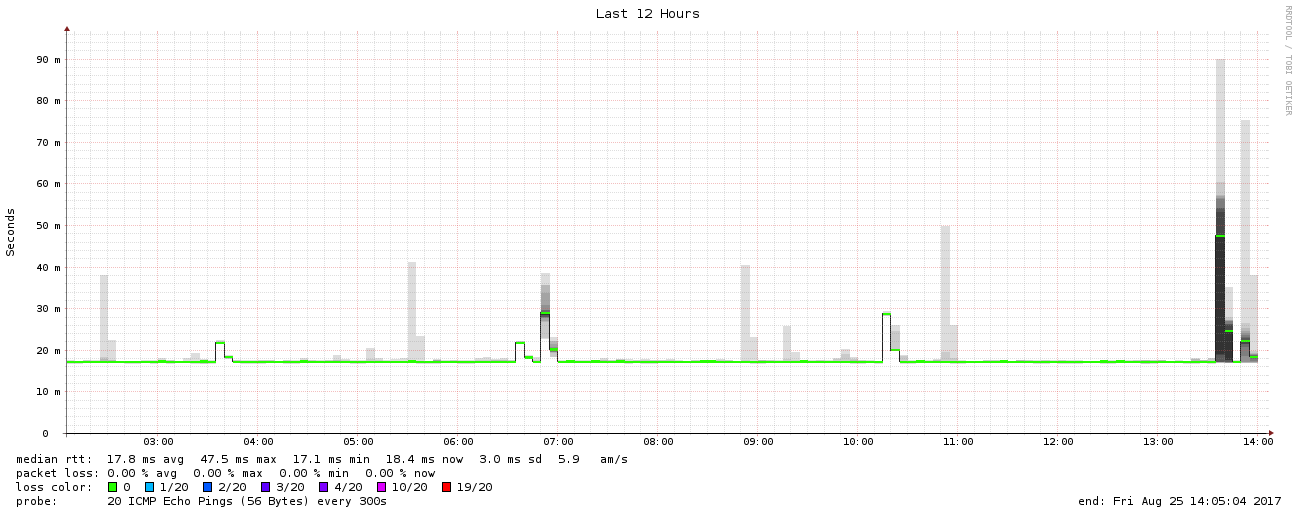 Last 12 Hours
RRDTOOL / TOBI OETIKER
Seconds
90 m
80 m
70 m
60 m
50 m
40 m
30 m
20 m
10 m
0
03:00 04:00 05:00 06:00 07:00 08:00 09:00 10:00 11:00 12:00 13:00 14:00
median rtt: 17.8 ms avg 47.5 ms max 17.1 ms min 18.4 ms now 3.0 ms sd 5.9 am/s
packet loss: 0.00 % avg 0.00 % max 0.00 % min 0.00 % now
loss color: 0 1/20 2/20 3/20 4/20 10/20 19/20
probe: 20 ICMP Echo Pings (56 Bytes) every 300s end: Fri Aug 25 14:05:04 2017